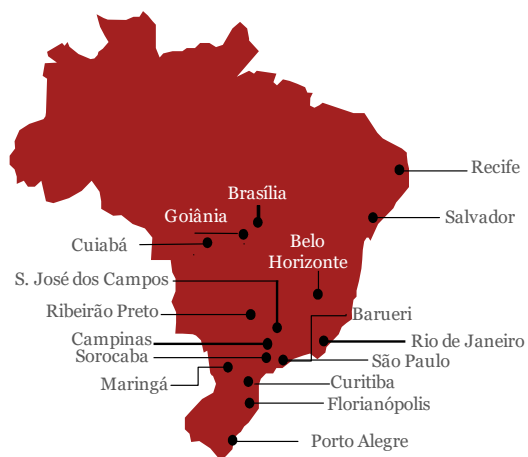 Recife
Brasília
Goiânia
Salvador
Cuiabá
Belo
Horizonte
S. José dos Campos
Ribeirão Preto
Barueri
Campinas
Rio de Janeiro
Sorocaba
São Paulo
Maringá
Curitiba
Florianópolis
Porto Alegre